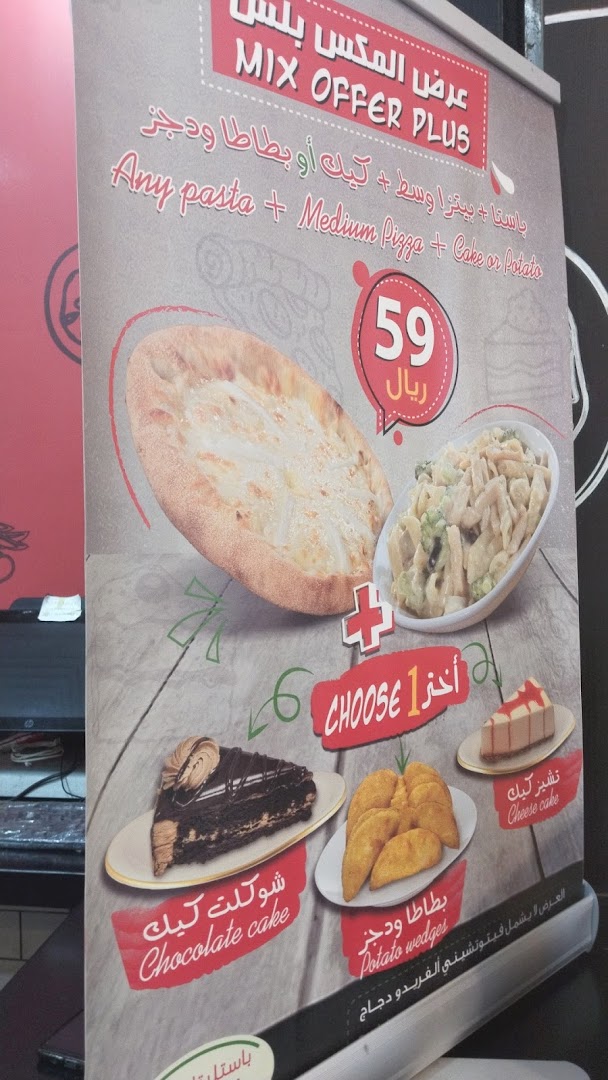 عرض المكس بلس
MIX OFFER PLUS
باستا + بيتزا وسط + كيك أو بطاطا ودجز
Any pasta + Medium Pizza + Cake or Potato
59
ريال
أختر 1 CHOOSE
تشيز كيك
Cheese cake
شوكلت كيك
Chocolate cake
بطاطا ودجز
Potato wedges
العرض لا يشمل فيتوتشيني الفريدو دجاج